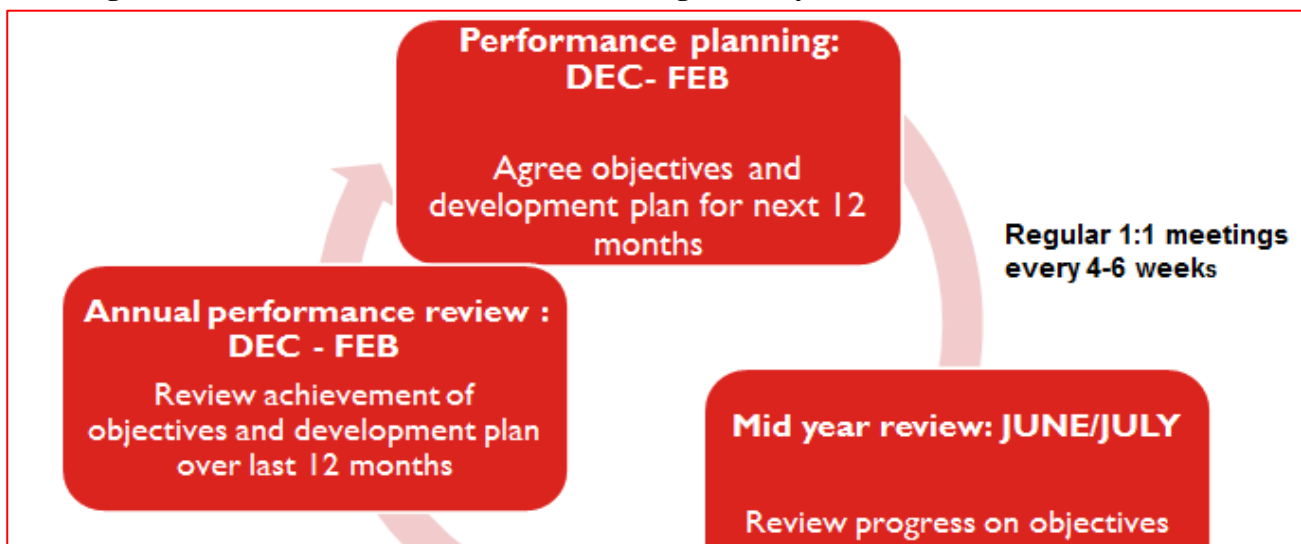 Performance planning:
DEC- FEB
Agree objectives and
development plan for next 12
months
Regular 1:1 meetings
every 4-6 weeks
Annual performance review :
DEC - FEB
Review achievement of
objectives and development plan
over last 12 months
Mid year review: JUNE/JULY
Review progress on objectives